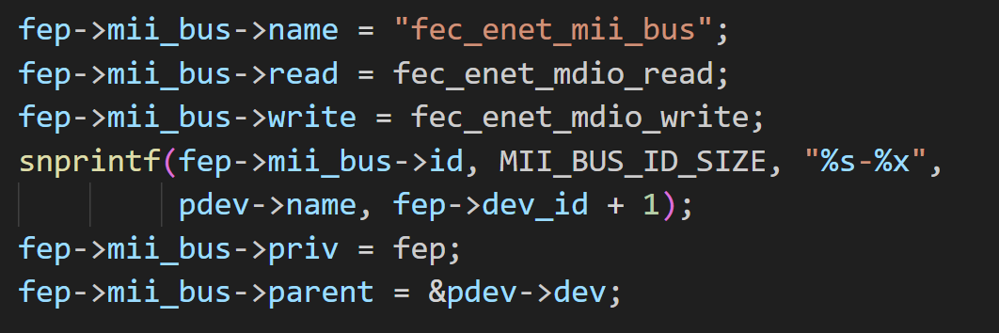 fep->mii_bus->name = "fec_enet_mii_bus";
fep->mii_bus->read = fec_enet_mdio_read;
fep->mii_bus->write = fec_enet_mdio_write;
snprintf(fep->mii_bus->id, MII_BUS_ID_SIZE, "%s-%x",
pdev->name, fep->dev_id + 1);
fep->mii_bus->priv = fep;
fep->mii_bus->parent = &pdev->dev;